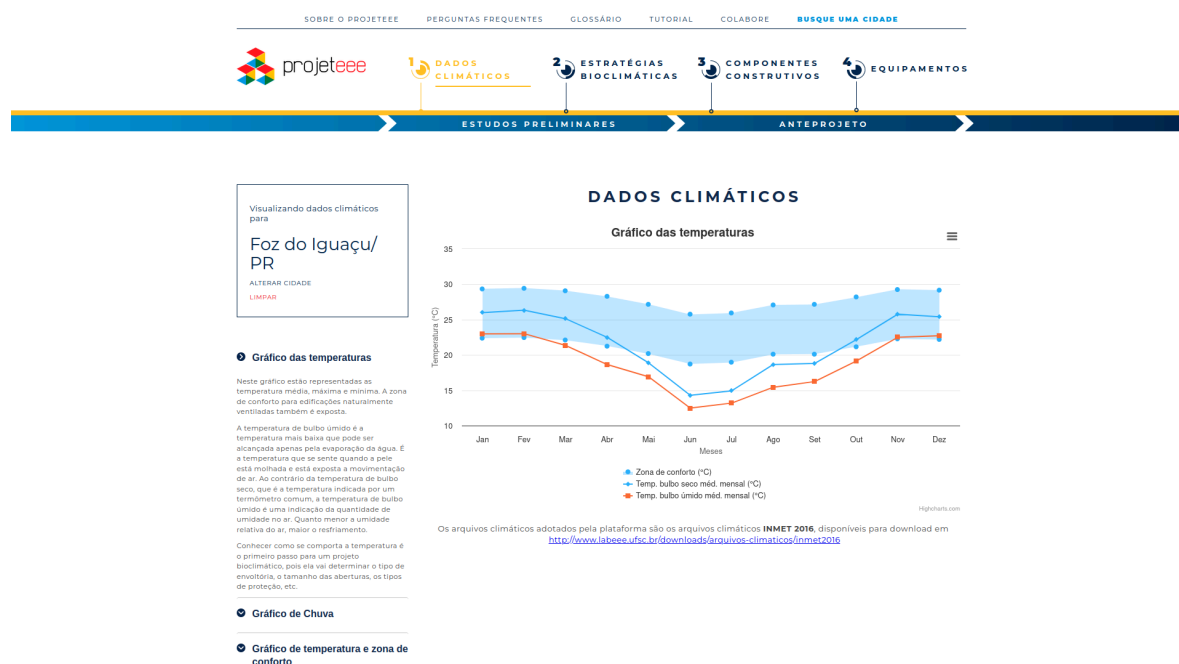 SOBRE O PROJETEEE PERGUNTAS FREQUENTES GLOSSÁRIO TUTORIAL COLABORE BUSQUE UMA CIDADE
projeteee
1 DADOS CLIMÁTICOS
2 ESTRATÉGIAS BIOCLIMÁTICAS
3 COMPONENTES CONSTRUTIVOS
4 EQUIPAMENTOS
ESTUDOS PRELIMINARES ANTEPROJETO
Visualizando dados climáticos
para
Foz do Iguaçu/
PR
ALTERAR CIDADE
LIMPAR
Gráfico das temperaturas
Neste gráfico estão representadas as
temperatura média, máxima e mínima. A zona
de conforto para edificações naturalmente
ventiladas também é exposta.
A temperatura de bulbo úmido é a
temperatura mais baixa que pode ser
alcançada apenas pela evaporação da água. É
a temperatura que se sente quando a pele
está molhada e está exposta a movimentação
de ar. Ao contrário da temperatura de bulbo
seco, que é a temperatura indicada por um
termômetro comum, a temperatura de bulbo
úmido é uma indicação da quantidade de
umidade no ar. Quanto menor a umidade
relativa do ar, maior o resfriamento.
Conhecer como se comporta a temperatura é
o primeiro passo para um projeto
bioclimático, pois ela vai determinar o tipo de
envoltória, o tamanho das aberturas, os tipos
de proteção, etc.
Gráfico de Chuva
Gráfico de temperatura e zona de
conforto
DADOS CLIMÁTICOS
Gráfico das temperaturas
Temperatura (°C)
35
30
25
20
15
10
Jan Fev Mar Abr Mai Jun Jul Ago Set Out Nov Dez
Meses
Zona de conforto (°C)
Temp. bulbo seco méd. mensal (°C)
Temp. bulbo úmido méd. mensal (°C)
Highcharts.com
Os arquivos climáticos adotados pela plataforma são os arquivos climáticos INMET 2016, disponíveis para download em
http://www.labeee.ufsc.br/downloads/arquivos-climaticos/inmet2016